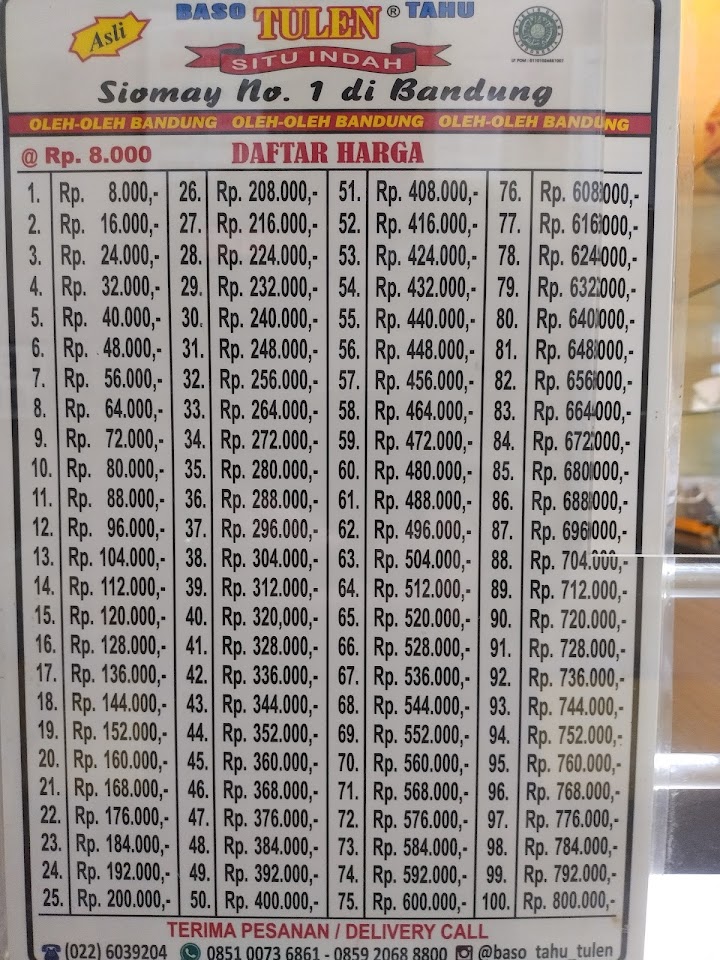 Asli
BASO TULEN ® TAHU
SITU INDAH
Siomay No. 1 di Bandung
OLEH-OLEH BANDUNG OLEH-OLEH BANDUNG OLEH-OLEH BANDUNG
@ Rp. 8.000 DAFTAR HARGA
1. Rp. 8.000,- 26. Rp. 208.000,- 51. Rp. 408.000,- 76. Rp. 608.000,-
2. Rp. 16.000,- 27. Rp. 216.000,- 52. Rp. 416.000,- 77. Rp. 616.000,-
3. Rp. 24.000,- 28. Rp. 224.000,- 53. Rp. 424.000,- 78. Rp. 624.000,-
4. Rp. 32.000,- 29. Rp. 232.000,- 54. Rp. 432.000,- 79. Rp. 632.000,-
5. Rp. 40.000,- 30. Rp. 240.000,- 55. Rp. 440.000,- 80. Rp. 640.000,-
6. Rp. 48.000,- 31. Rp. 248.000,- 56. Rp. 448.000,- 81. Rp. 648.000,-
7. Rp. 56.000,- 32. Rp. 256.000,- 57. Rp. 456.000,- 82. Rp. 656.000,-
8. Rp. 64.000,- 33. Rp. 264.000,- 58. Rp. 464.000,- 83. Rp. 664.000,-
9. Rp. 72.000,- 34. Rp. 272.000,- 59. Rp. 472.000,- 84. Rp. 672.000,-
10. Rp. 80.000,- 35. Rp. 280.000,- 60. Rp. 480.000,- 85. Rp. 680.000,-
11. Rp. 88.000,- 36. Rp. 288.000,- 61. Rp. 488.000,- 86. Rp. 688.000,-
12. Rp. 96.000,- 37. Rp. 296.000,- 62. Rp. 496.000,- 87. Rp. 696.000,-
13. Rp. 104.000,- 38. Rp. 304.000,- 63. Rp. 504.000,- 88. Rp. 704.000,-
14. Rp. 112.000,- 39. Rp. 312.000,- 64. Rp. 512.000,- 89. Rp. 712.000,-
15. Rp. 120.000,- 40. Rp. 320,000,- 65. Rp. 520.000,- 90. Rp. 720.000,-
16. Rp. 128.000,- 41. Rp. 328.000,- 66. Rp. 528.000,- 91. Rp. 728.000,-
17. Rp. 136.000,- 42. Rp. 336.000,- 67. Rp. 536.000,- 92. Rp. 736.000,-
18. Rp. 144.000,- 43. Rp. 344.000,- 68. Rp. 544.000,- 93. Rp. 744.000,-
19. Rp. 152.000,- 44. Rp. 352.000,- 69. Rp. 552.000,- 94. Rp. 752.000,-
20. Rp. 160.000,- 45. Rp. 360.000,- 70. Rp. 560.000,- 95. Rp. 760.000,-
21. Rp. 168.000,- 46. Rp. 368.000,- 71. Rp. 568.000,- 96. Rp. 768.000,-
22. Rp. 176.000,- 47. Rp. 376.000,- 72. Rp. 576.000,- 97. Rp. 776.000,-
23. Rp. 184.000,- 48. Rp. 384.000,- 73. Rp. 584.000,- 98. Rp. 784.000,-
24. Rp. 192.000,- 49. Rp. 392.000,- 74. Rp. 592.000,- 99. Rp. 792.000,-
25. Rp. 200.000,- 50. Rp. 400.000,- 75. Rp. 600.000,- 100. Rp. 800.000,-
TERIMA PESANAN / DELIVERY CALL
(022) 6039204 0851 0073 6861 - 0859 2068 8800 @baso_tahu_tulen